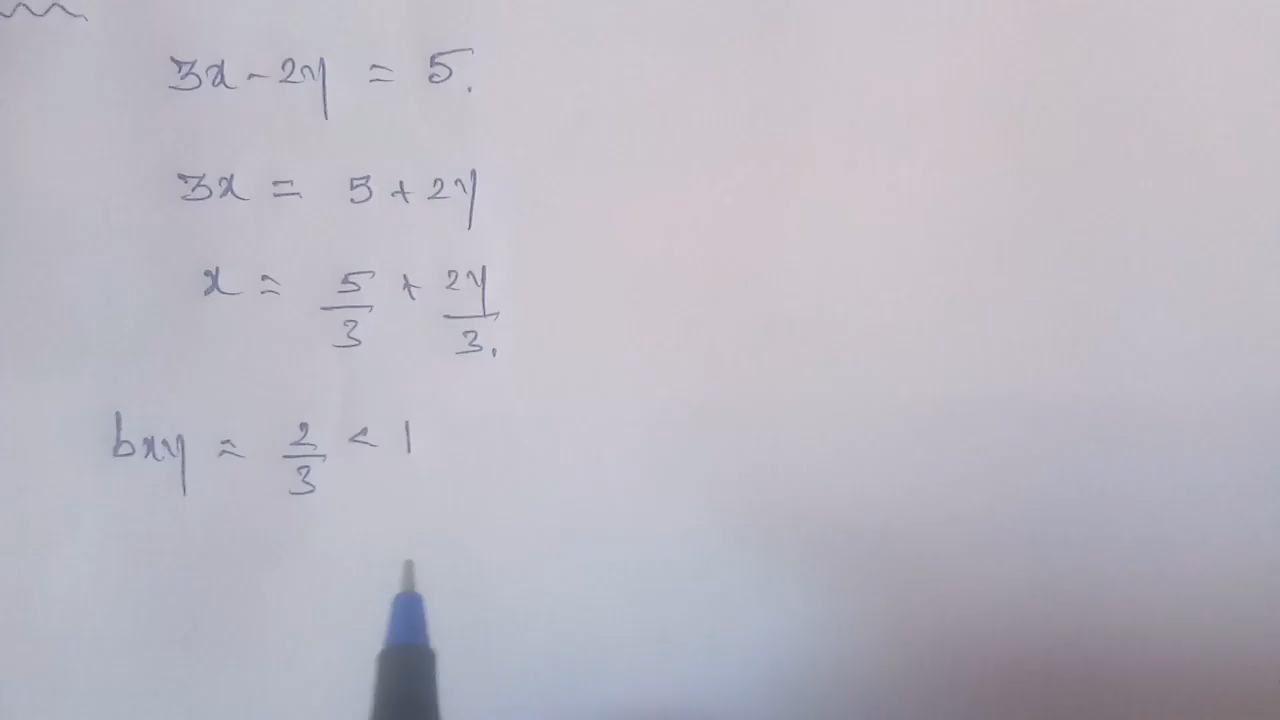 3x - 2y = 5.
3x = 5 + 2y
x = 5/3 + 2y/3.
bxy = 2/3 < 1